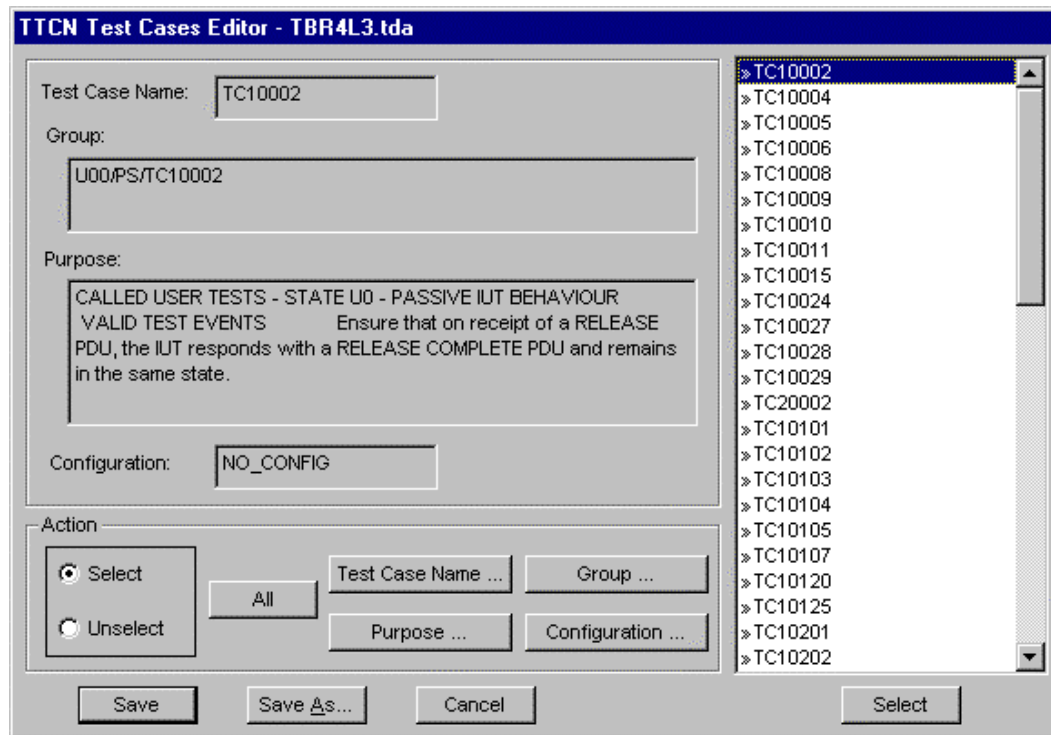 TTCN Test Cases Editor - TBR4L3.tda
Test Case Name:
TC10002
Group:
U00/PS/TC10002
Purpose:
CALLED USER TESTS - STATE U0 - PASSIVE IUT BEHAVIOUR
VALID TEST EVENTS Ensure that on receipt of a RELEASE
PDU, the IUT responds with a RELEASE COMPLETE PDU and remains
in the same state.
Configuration:
NO_CONFIG
Action
Select
Unselect
All
Test Case Name ...
Group ...
Purpose ...
Configuration ...
Save
Save As...
Cancel
»TC10002
»TC10004
»TC10005
»TC10006
»TC10008
»TC10009
»TC10010
»TC10011
»TC10015
»TC10024
»TC10027
»TC10028
»TC10029
»TC20002
»TC10101
»TC10102
»TC10103
»TC10104
»TC10105
»TC10107
»TC10120
»TC10125
»TC10201
»TC10202
Select